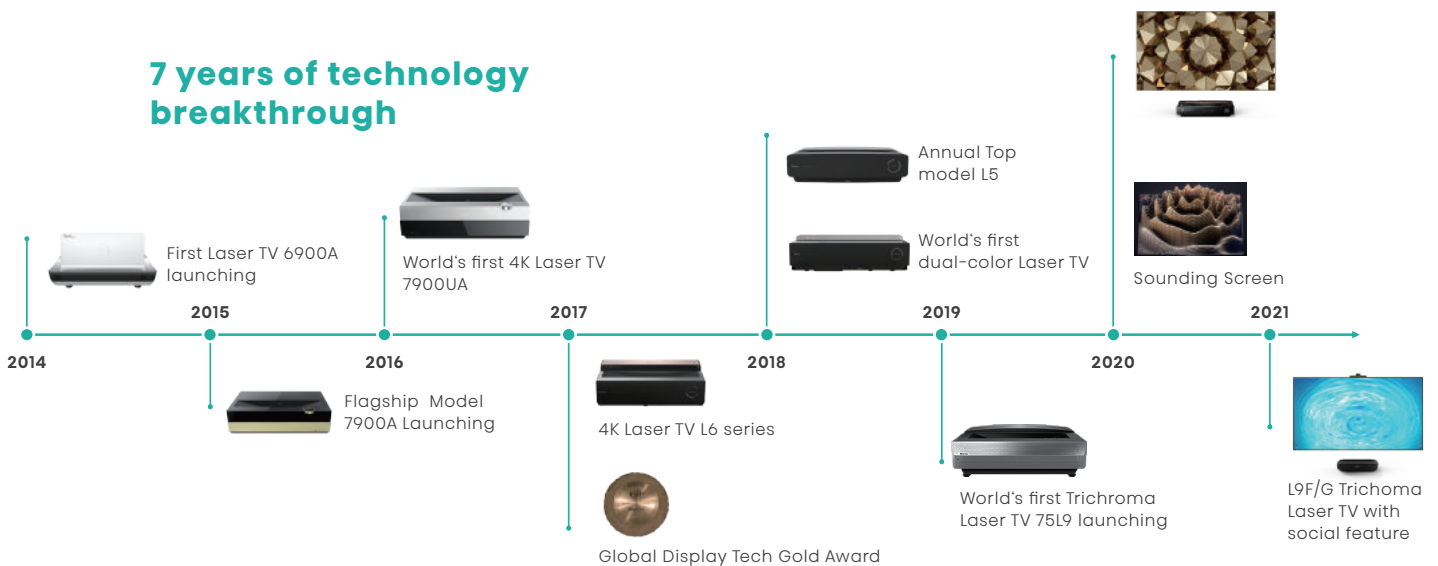 7 years of technology
breakthrough
First Laser TV 6900A
launching
2014
2015
Flagship  Model
7900A Launching
World's first 4K Laser TV
7900UA
2016
2017
4K Laser TV L6 series
Global Display Tech Gold Award
Annual Top
model L5
World's first
dual-color Laser TV
2018
2019
World's first Trichroma
Laser TV 75L9 launching
Sounding Screen
2020
2021
L9F/G Trichoma
Laser TV with
social feature